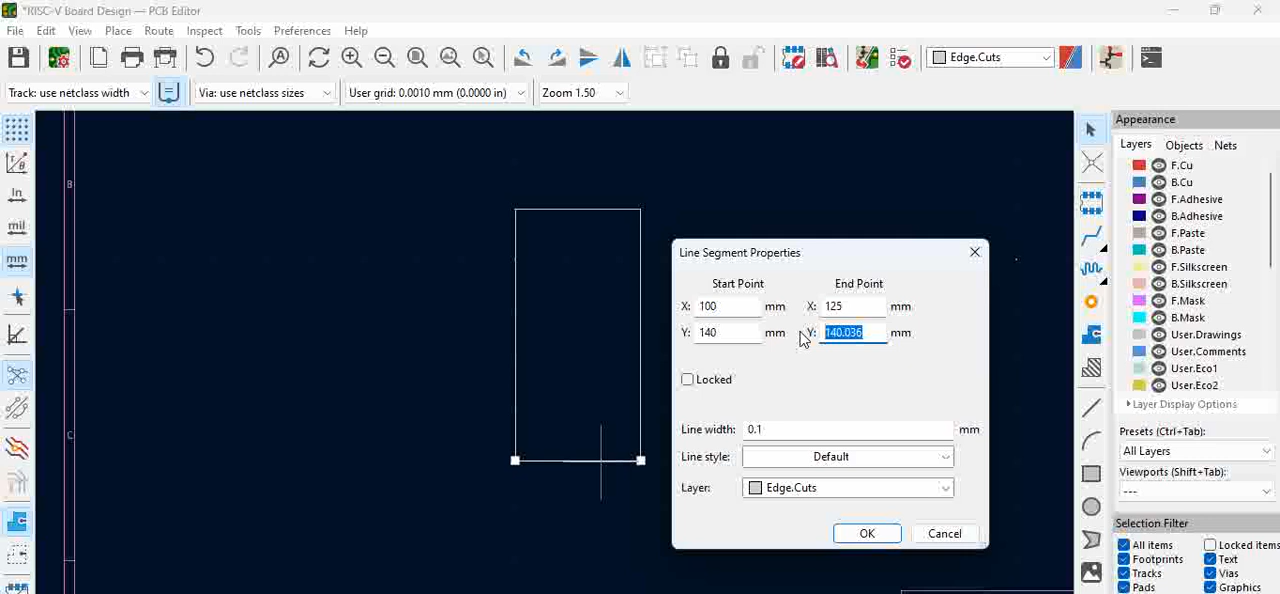 *RISC-V Board Design — PCB Editor
File Edit View Place Route Inspect Tools Preferences Help
Edge.Cuts
Track: use netclass width Via: use netclass sizes User grid: 0.0010 mm (0.0000 in) Zoom 1.50
In
mil
mm
B
C
Line Segment Properties
Start Point End Point
X: 100 mm X: 125 mm
Y: 140 mm Y: 140.036 mm
Locked
Line width: 0.1 mm
Line style: Default
Layer: Edge.Cuts
OK Cancel
Appearance
Layers Objects Nets
F.Cu
B.Cu
F.Adhesive
B.Adhesive
F.Paste
B.Paste
F.Silkscreen
B.Silkscreen
F.Mask
B.Mask
User.Drawings
User.Comments
User.Eco1
User.Eco2
Layer Display Options
Presets (Ctrl+Tab):
All Layers
Viewports (Shift+Tab):
---
Selection Filter
All items Locked items
Footprints Text
Tracks Vias
Pads Graphics